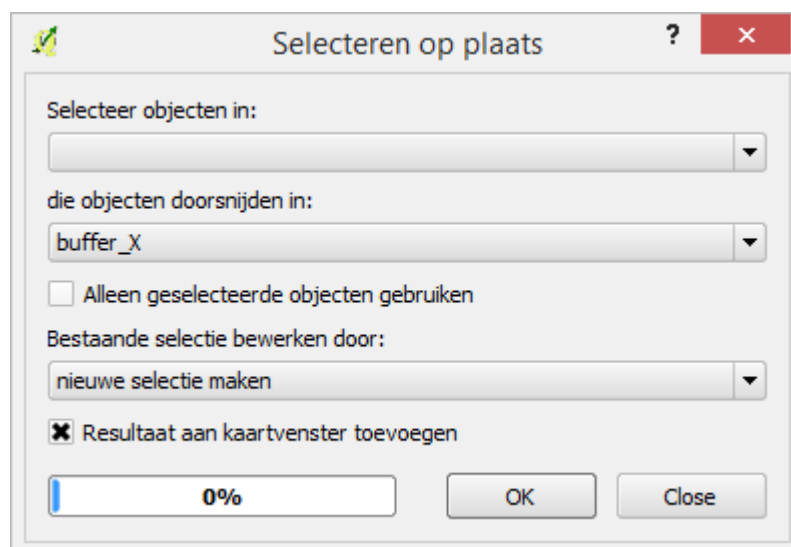 Selecteren op plaats ?
Selecteer objecten in:
die objecten doorsnijden in:
buffer_X
Alleen geselecteerde objecten gebruiken
Bestaande selectie bewerken door:
nieuwe selectie maken
Resultaat aan kaartvenster toevoegen
0% OK Close